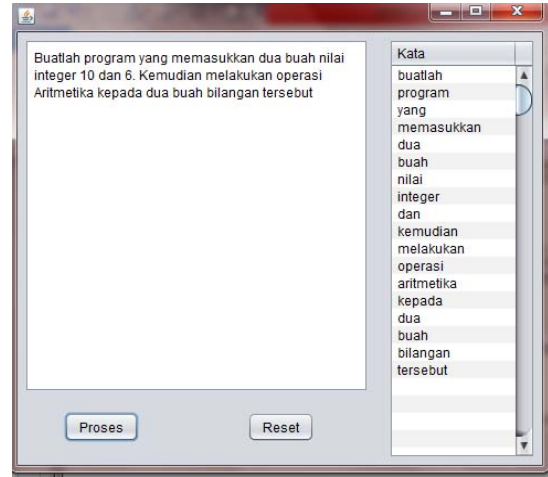 Buatlah program yang memasukkan dua buah nilai
integer 10 dan 6. Kemudian melakukan operasi
Aritmetika kepada dua buah bilangan tersebut
Proses
Reset
Kata
buatlah
program
yang
memasukkan
dua
buah
nilai
integer
dan
kemudian
melakukan
operasi
aritmetika
kepada
dua
buah
bilangan
tersebut